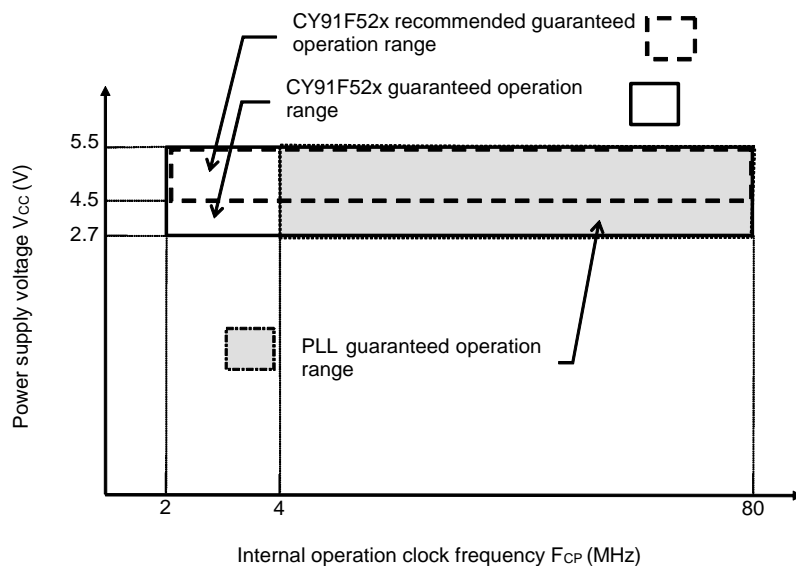 CY91F52x recommended guaranteed
operation range
CY91F52x guaranteed operation
range
5.5
4.5
2.7
Power supply voltage VCC (V)
PLL guaranteed operation
range
2
4
80
Internal operation clock frequency FCP (MHz)